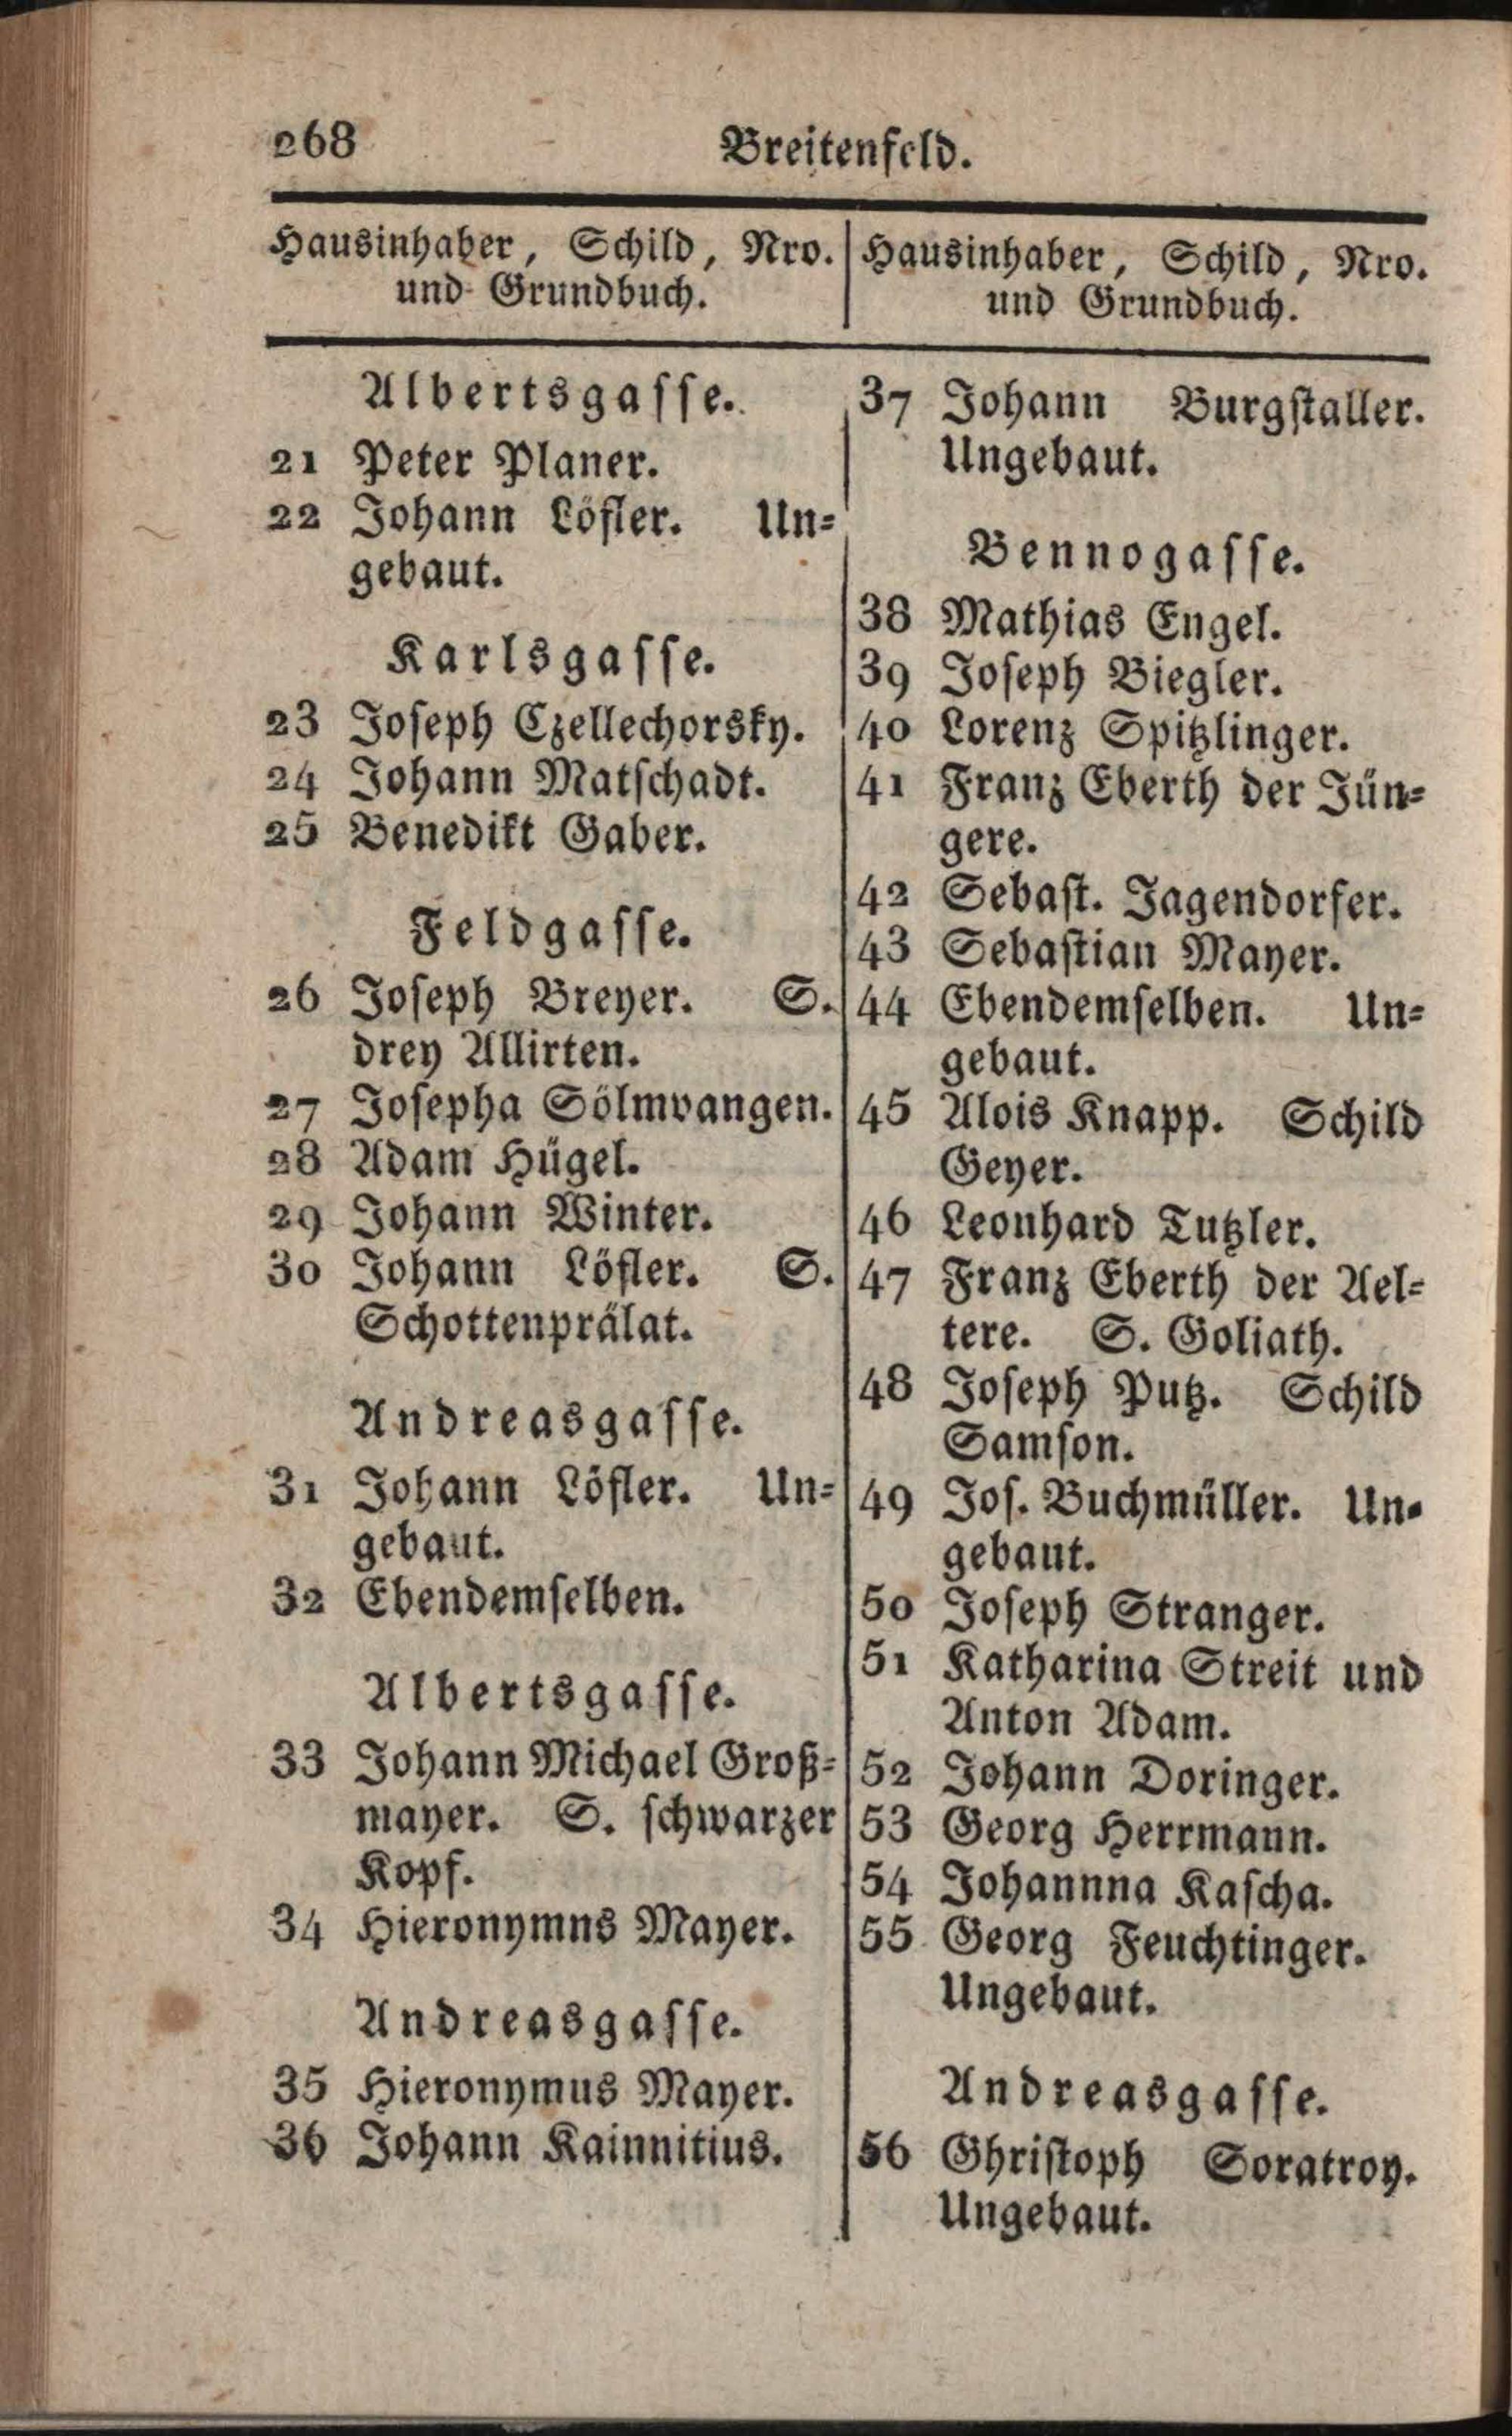 268
Breitenfeld.
Hausinhaber, Schild, Nro.
und Grundbuch.
Albertsgasse.
21 Peter Planer.
22 Johann Löfler. Un-
gebaut.
Karlsgasse.
23 Joseph Czellechorsky.
24 Johann Matschadt.
25 Benedikt Gaber.
Feldgasse.
26 Joseph Breyer. S.
drey Allirten.
27 Josepha Sölmvangen.
28 Adam Hügel.
29 Johann Winter.
30 Johann Löfler. S.
Schottenprälat.
Andreasgasse.
31 Johann Löfler. Un-
gebaut.
32 Ebendemselben.
Albertsgasse.
33 Johann Michael Groß-
mayer. S. schwarzer
Kopf.
34 Hieronymns Mayer.
Andreasgasse.
35 Hieronymus Mayer.
36 Johann Kainnitius.
Hausinhaber, Schild, Nro.
und Grundbuch.
37 Johann Burgstaller.
Ungebaut.
Bennogasse.
38 Mathias Engel.
39 Joseph Biegler.
40 Lorenz Spitzlinger.
41 Franz Eberth der Jün-
gere.
42 Sebast. Jagendorfer.
43 Sebastian Mayer.
44 Ebendemselben. Un-
gebaut.
45 Alois Knapp. Schild
Geyer.
46 Leonhard Tutzler.
47 Franz Eberth der Ael-
tere. S. Goliath.
48 Joseph Putz. Schild
Samson.
49 Jos. Buchmüller. Un-
gebaut.
50 Joseph Stranger.
51 Katharina Streit und
Anton Adam.
52 Johann Doringer.
53 Georg Herrmann.
54 Johannna Kascha.
55 Georg Feuchtinger.
Ungebaut.
Andreasgasse.
56 Ghristoph Soratroy.
Ungebaut.